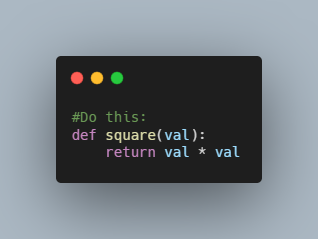 #Do this:
def square(val):
    return val * val